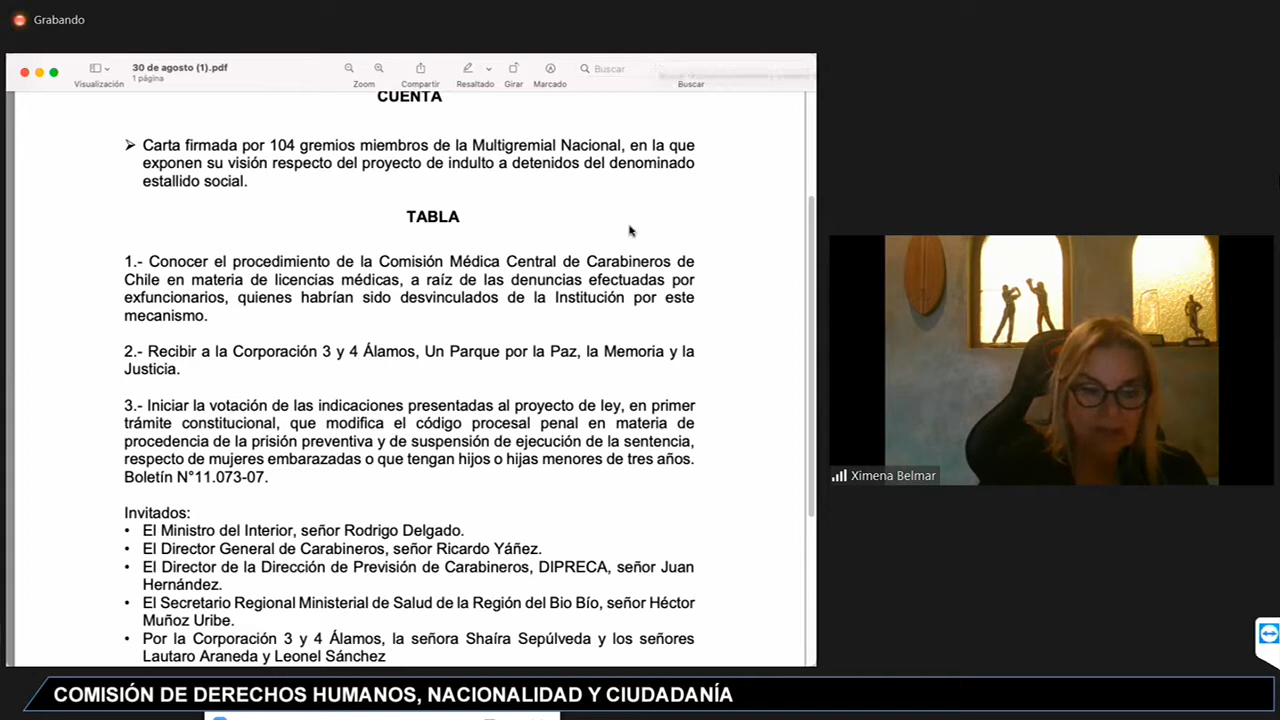 Grabando
30 de agosto (1).pdf
1 página
Buscar
Visualización
Zoom
Compartir
Resaltado
Girar
Marcado
Buscar
CUENTA
➢ Carta firmada por 104 gremios miembros de la Multigremial Nacional, en la que
exponen su visión respecto del proyecto de indulto a detenidos del denominado
estallido social.
TABLA
1.- Conocer el procedimiento de la Comisión Médica Central de Carabineros de
Chile en materia de licencias médicas, a raíz de las denuncias efectuadas por
exfuncionarios, quienes habrían sido desvinculados de la Institución por este
mecanismo.
2.- Recibir a la Corporación 3 y 4 Álamos, Un Parque por la Paz, la Memoria y la
Justicia.
3.- Iniciar la votación de las indicaciones presentadas al proyecto de ley, en primer
trámite constitucional, que modifica el código procesal penal en materia de
procedencia de la prisión preventiva y de suspensión de ejecución de la sentencia,
respecto de mujeres embarazadas o que tengan hijos o hijas menores de tres años.
Boletín N°11.073-07.
Invitados:
• El Ministro del Interior, señor Rodrigo Delgado.
• El Director General de Carabineros, señor Ricardo Yáñez.
• El Director de la Dirección de Previsión de Carabineros, DIPRECA, señor Juan
Hernández.
• El Secretario Regional Ministerial de Salud de la Región del Bio Bío, señor Héctor
Muñoz Uribe.
• Por la Corporación 3 y 4 Álamos, la señora Shaíra Sepúlveda y los señores
Lautaro Araneda y Leonel Sánchez
Ximena Belmar
COMISIÓN DE DERECHOS HUMANOS, NACIONALIDAD Y CIUDADANÍA